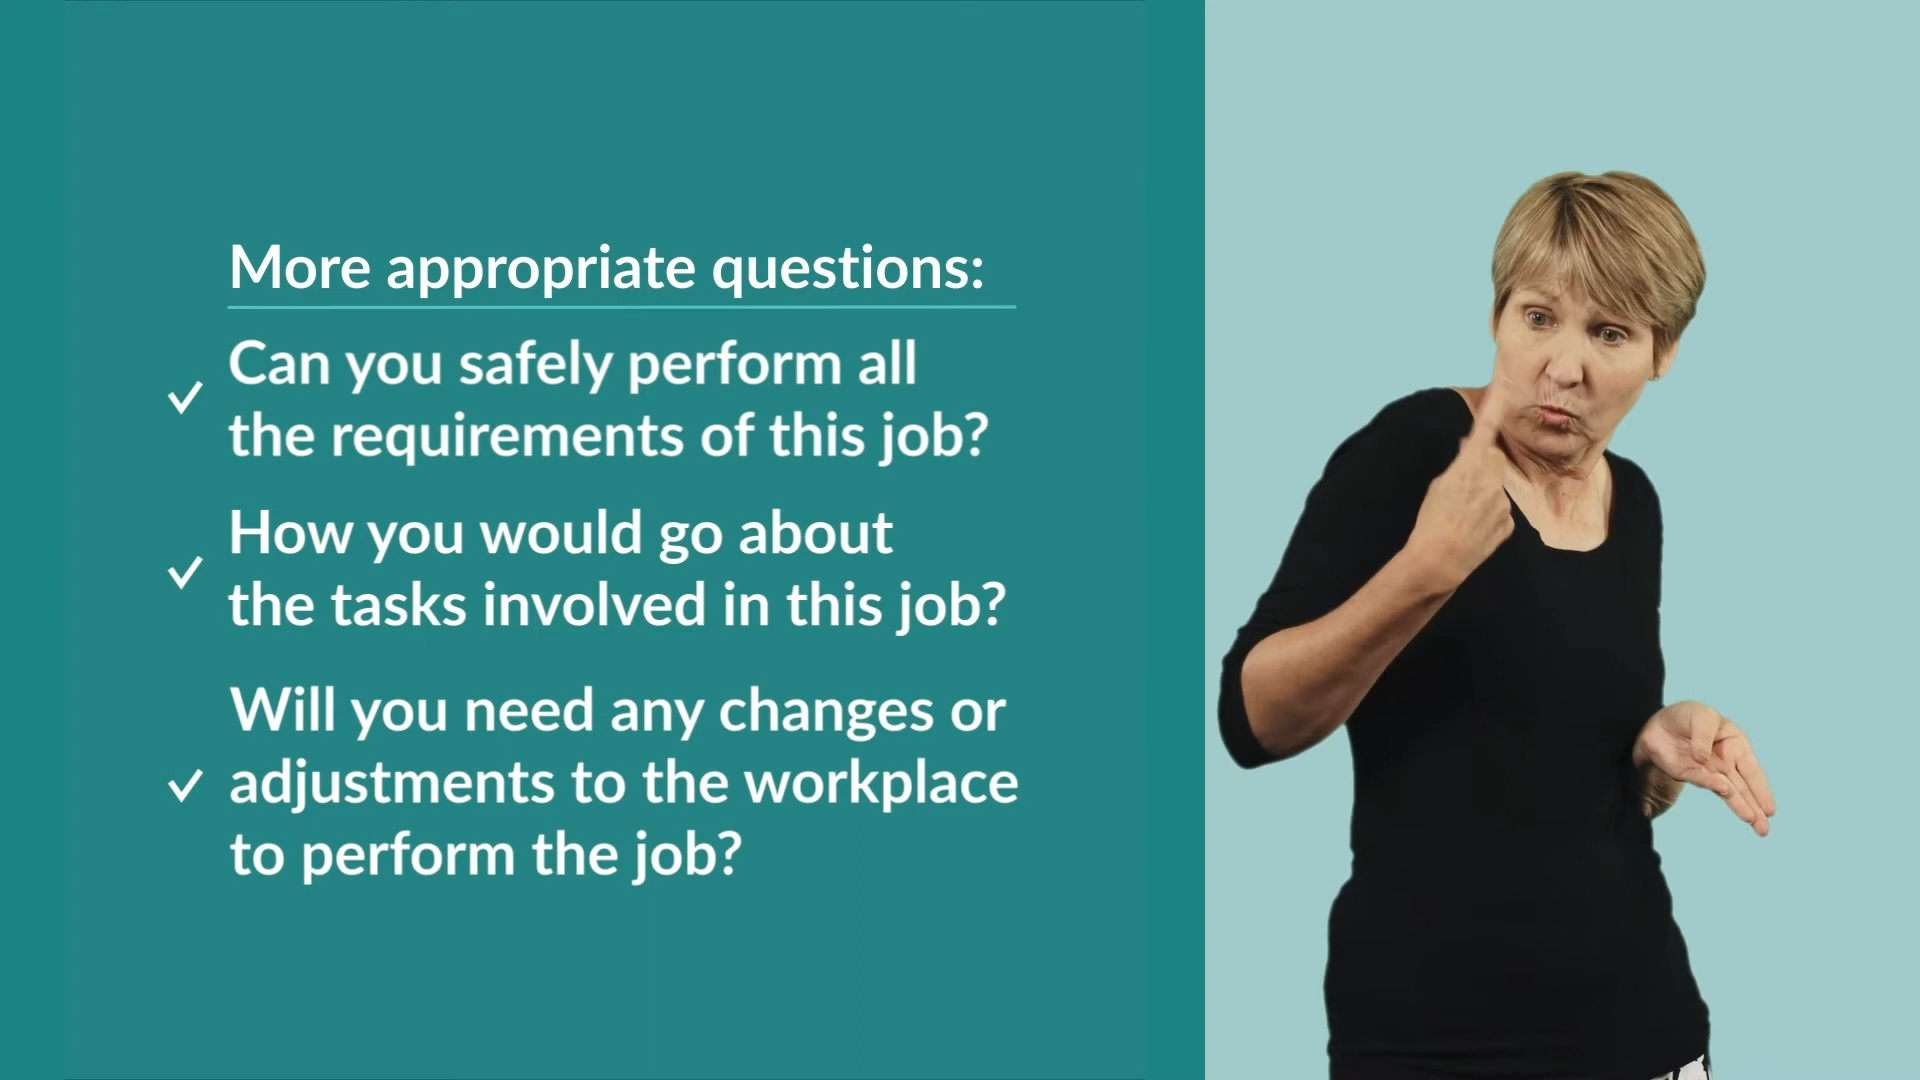 More appropriate questions:
Can you safely perform all
the requirements of this job?
How you would go about
the tasks involved in this job?
Will you need any changes or
adjustments to the workplace
to perform the job?